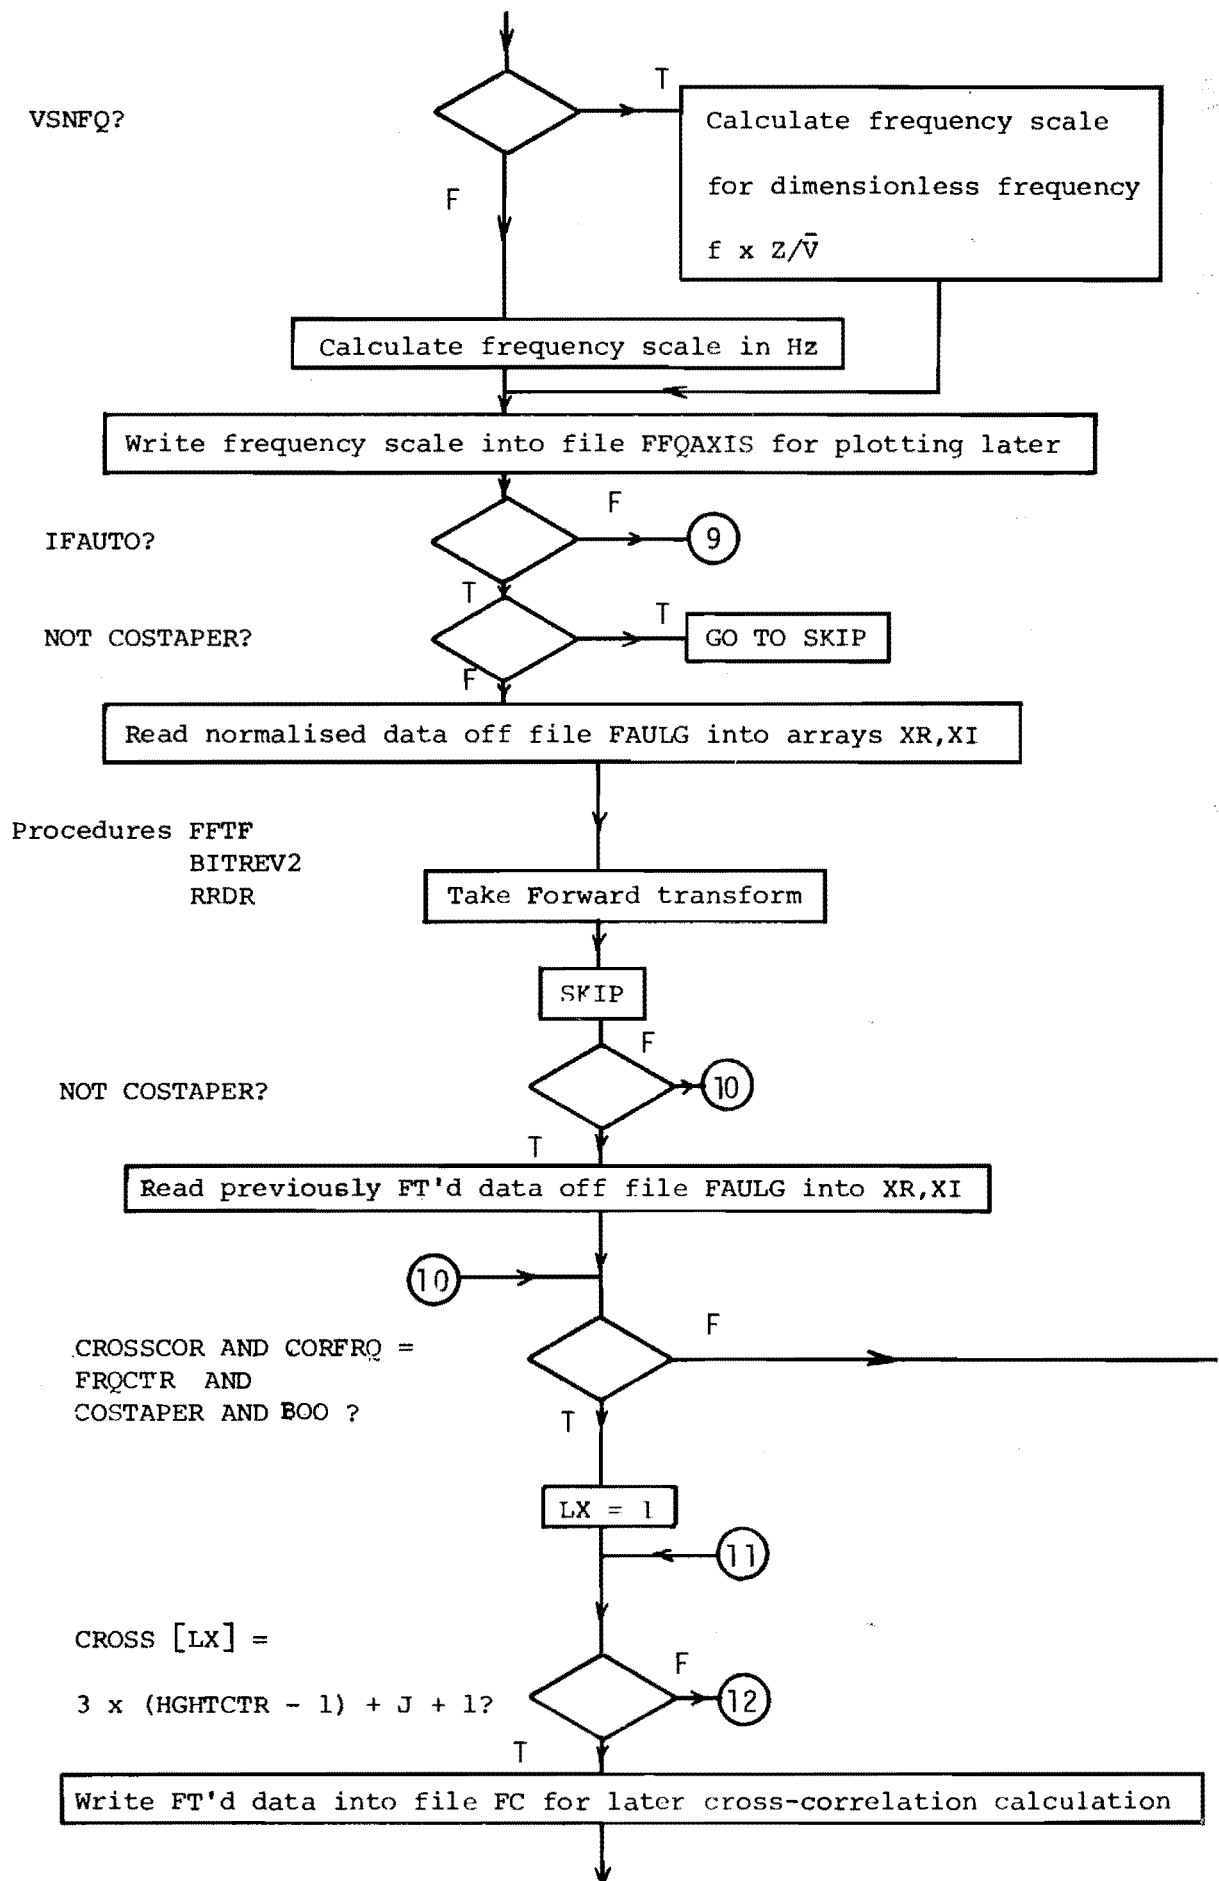 T
VSNFQ?
Calculate frequency scale
for dimensionless frequency
f x Z/V̄
F
Calculate frequency scale in Hz
Write frequency scale into file FFQAXIS for plotting later
F
IFAUTO?
9
T
T
NOT COSTAPER?
GO TO SKIP
F
Read normalised data off file FAULG into arrays XR,XI
Procedures FFTF
BITREV2
RRDR
Take Forward transform
SKIP
F
NOT COSTAPER?
10
T
Read previously FT'd data off file FAULG into XR,XI
10
F
CROSSCOR AND CORFRQ =
FRQCTR AND
COSTAPER AND BOO ?
T
LX = 1
11
CROSS [LX] =
F
3 x (HGHTCTR - 1) + J + 1?
12
T
Write FT'd data into file FC for later cross-correlation calculation